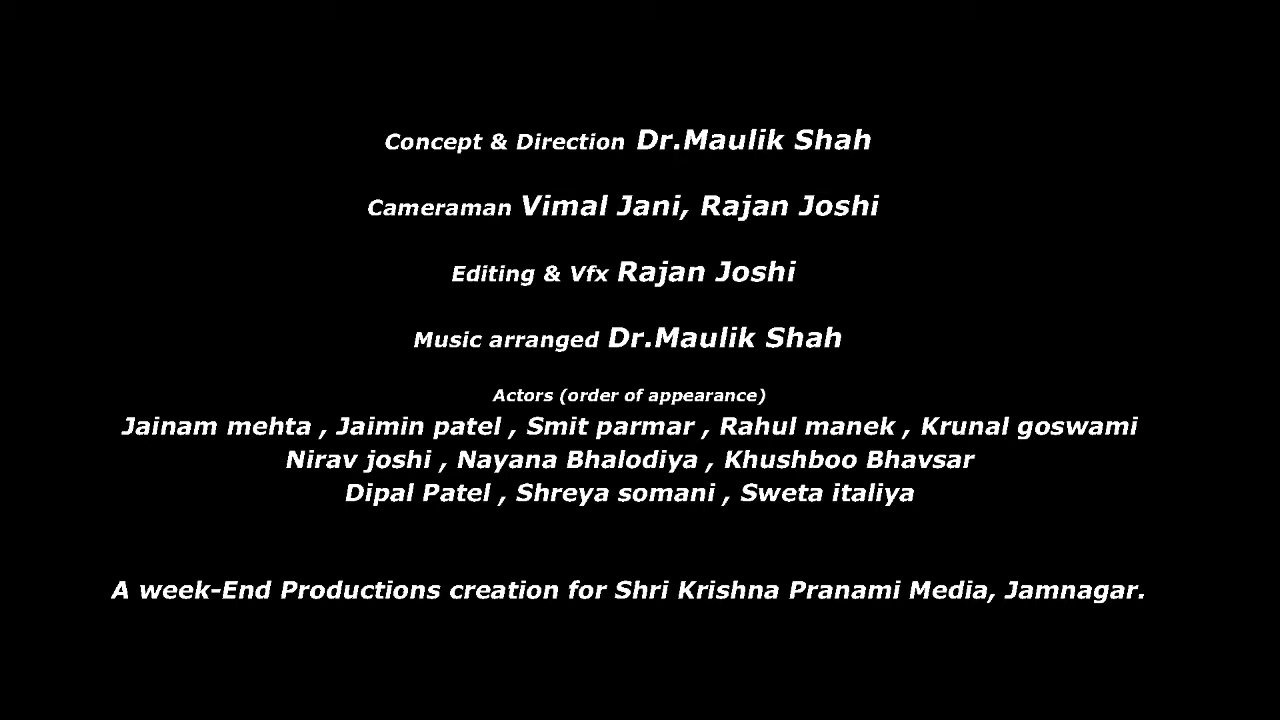 Concept & Direction Dr.Maulik Shah
Cameraman Vimal Jani, Rajan Joshi
Editing & Vfx Rajan Joshi
Music arranged Dr.Maulik Shah
Actors (order of appearance)
Jainam mehta , Jaimin patel , Smit parmar , Rahul manek , Krunal goswami
Nirav joshi , Nayana Bhalodiya , Khushboo Bhavsar
Dipal Patel , Shreya somani , Sweta italiya
A week-End Productions creation for Shri Krishna Pranami Media, Jamnagar.